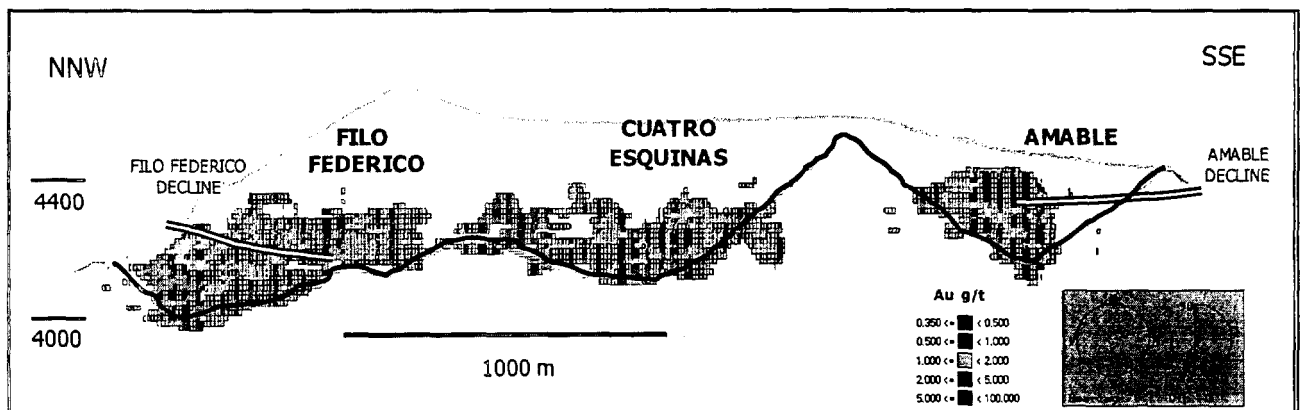 NNW
SSE
FILO
FEDERICO
CUATRO
ESQUINAS
AMABLE
FILO FEDERICO
DECLINE
AMABLE
DECLINE
4400
4000
1000 m
Au g/t
0.350 <= < 0.500
0.500 <= < 1.000
1.000 <= < 2.000
2.000 <= < 5.000
5.000 <= < 100.000